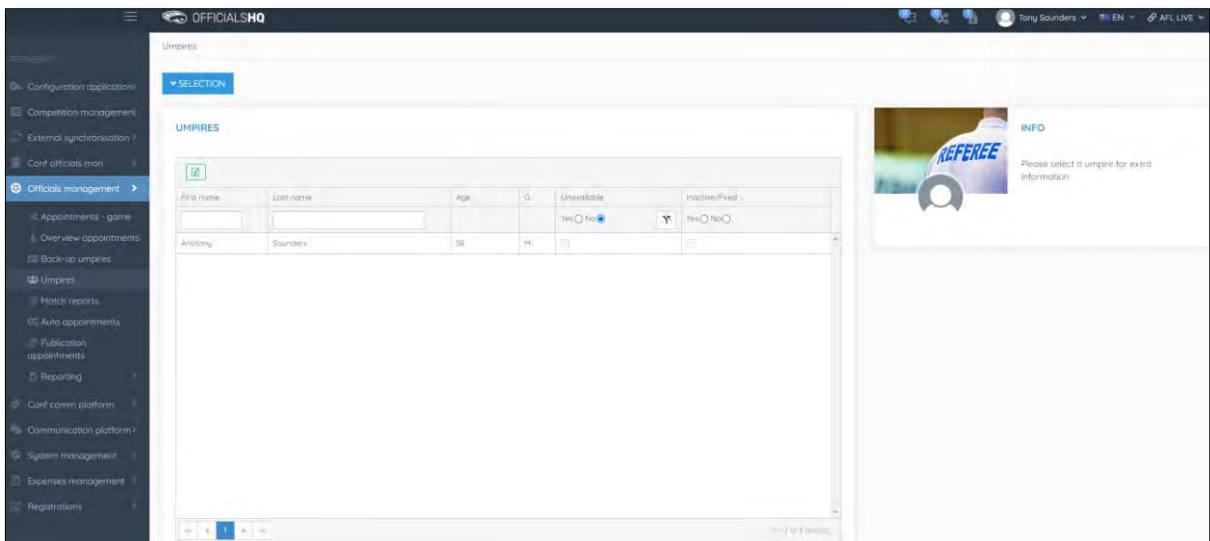 OFFICIALSHQ
Tony Saunders EN AFL LIVE
Umpires
Configuration application
SELECTION
Competition management
UMPIRES
INFO
External synchronisation
REFEREE
Conf officials man
Please select a umpire for extra
information
Officials management
First name Last name Age G. Unavailable Inactive/Fired
Appointments - game
Yes No Yes No
Overview appointments
Anthony Saunders 58 M
Back-up umpires
Umpires
Match reports
Auto appointments
Publication
appointments
Reporting
Conf comm platform
Communication platform
System management
Expenses management
Registrations
1